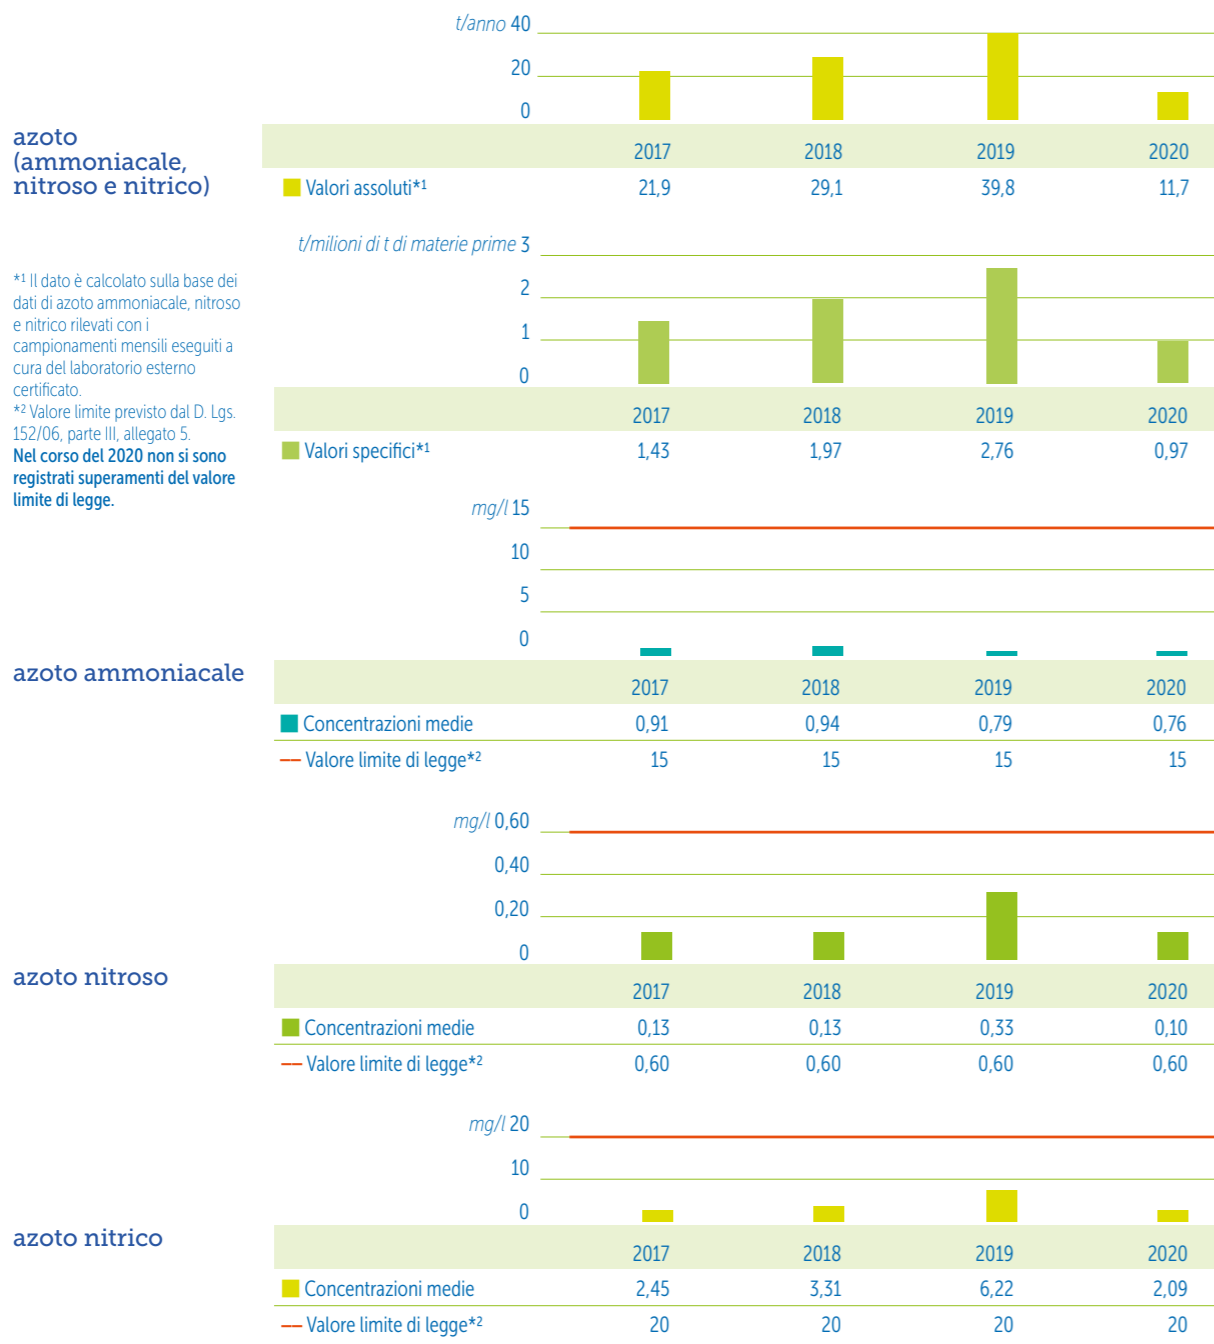 t/anno 40
20
0
azoto
(ammoniacale,
nitroso e nitrico)
2017 2018 2019 2020
Valori assoluti*1 21,9 29,1 39,8 11,7
t/milioni di t di materie prime 3
2
1
0
*1 Il dato è calcolato sulla base dei
dati di azoto ammoniacale, nitroso
e nitrico rilevati con i
campionamenti mensili eseguiti a
cura del laboratorio esterno
certificato.
*2 Valore limite previsto dal D. Lgs.
152/06, parte III, allegato 5.
Nel corso del 2020 non si sono
registrati superamenti del valore
limite di legge.
2017 2018 2019 2020
Valori specifici*1 1,43 1,97 2,76 0,97
mg/l 15
10
5
0
azoto ammoniacale
2017 2018 2019 2020
Concentrazioni medie 0,91 0,94 0,79 0,76
Valore limite di legge*2 15 15 15 15
mg/l 0,60
0,40
0,20
0
azoto nitroso
2017 2018 2019 2020
Concentrazioni medie 0,13 0,13 0,33 0,10
Valore limite di legge*2 0,60 0,60 0,60 0,60
mg/l 20
10
0
azoto nitrico
2017 2018 2019 2020
Concentrazioni medie 2,45 3,31 6,22 2,09
Valore limite di legge*2 20 20 20 20